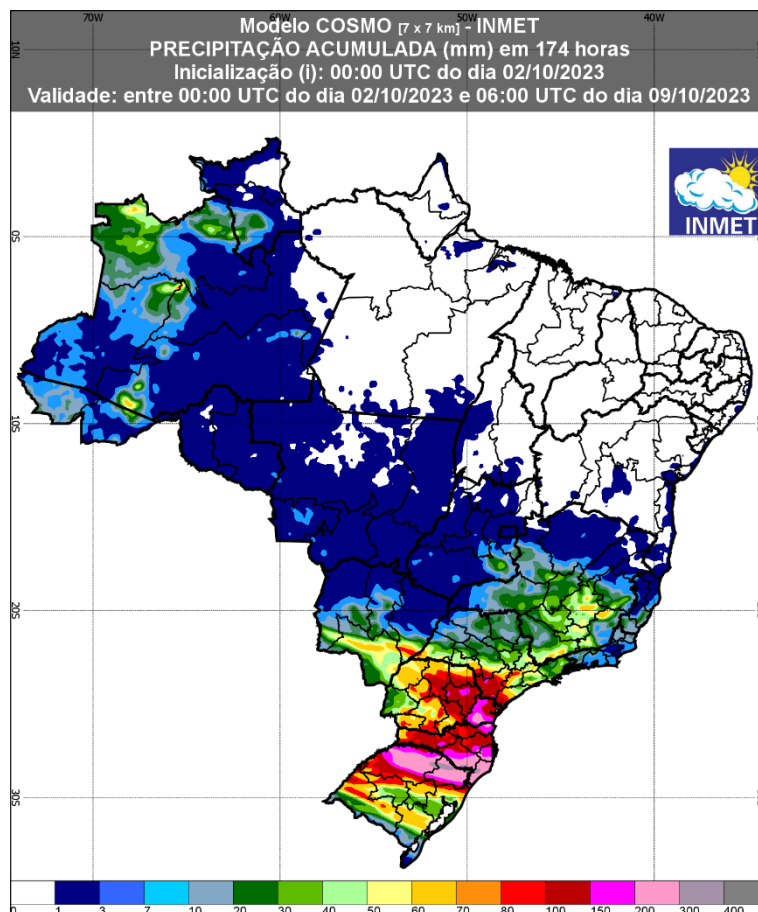 Modelo COSMO [7 x 7 km] - INMET
PRECIPITAÇÃO ACUMULADA (mm) em 174 horas
Inicialização (i): 00:00 UTC do dia 02/10/2023
Validade: entre 00:00 UTC do dia 02/10/2023 e 06:00 UTC do dia 09/10/2023
70W 60W 50W 40W
10N
INMET
0S
10S
20S
30S
0 1 3 7 10 20 30 40 50 60 70 80 100 150 200 300 400